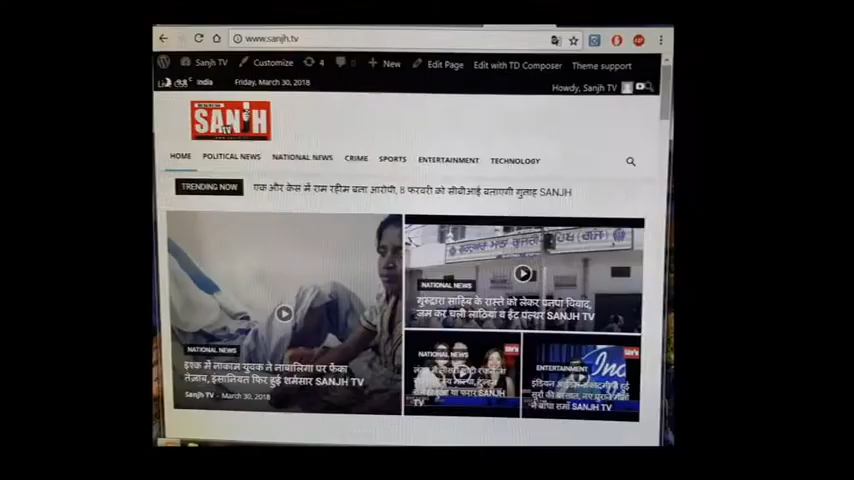 www.sanjh.tv
Sanjh TV Customize 4 0 New Edit Page Edit with TD Composer Theme support
India Friday, March 30, 2018 Howdy, Sanjh TV
SANJH
TV
HOME POLITICAL NEWS NATIONAL NEWS CRIME SPORTS ENTERTAINMENT TECHNOLOGY
TRENDING NOW एक और केस में राम रहीम बना आरोपी, 8 फरवरी को सीबीआई बताएगी गुनाह SANJH
NATIONAL NEWS
इश्क में नाकाम युवक ने नाबालिगा पर फेंका
तेजाब, इंसानियत फिर हुई शर्मसार SANJH TV
Sanjh TV - March 30, 2018
NATIONAL NEWS
गुरुद्वारा साहिब के रास्ते को लेकर पनपा विवाद,
जम कर चली लाठियां व ईंट पत्थर SANJH TV
NATIONAL NEWS
फरार SANJH
TV
ENTERTAINMENT
इंडियन
सुरों की
ने बांधा समाँ SANJH TV